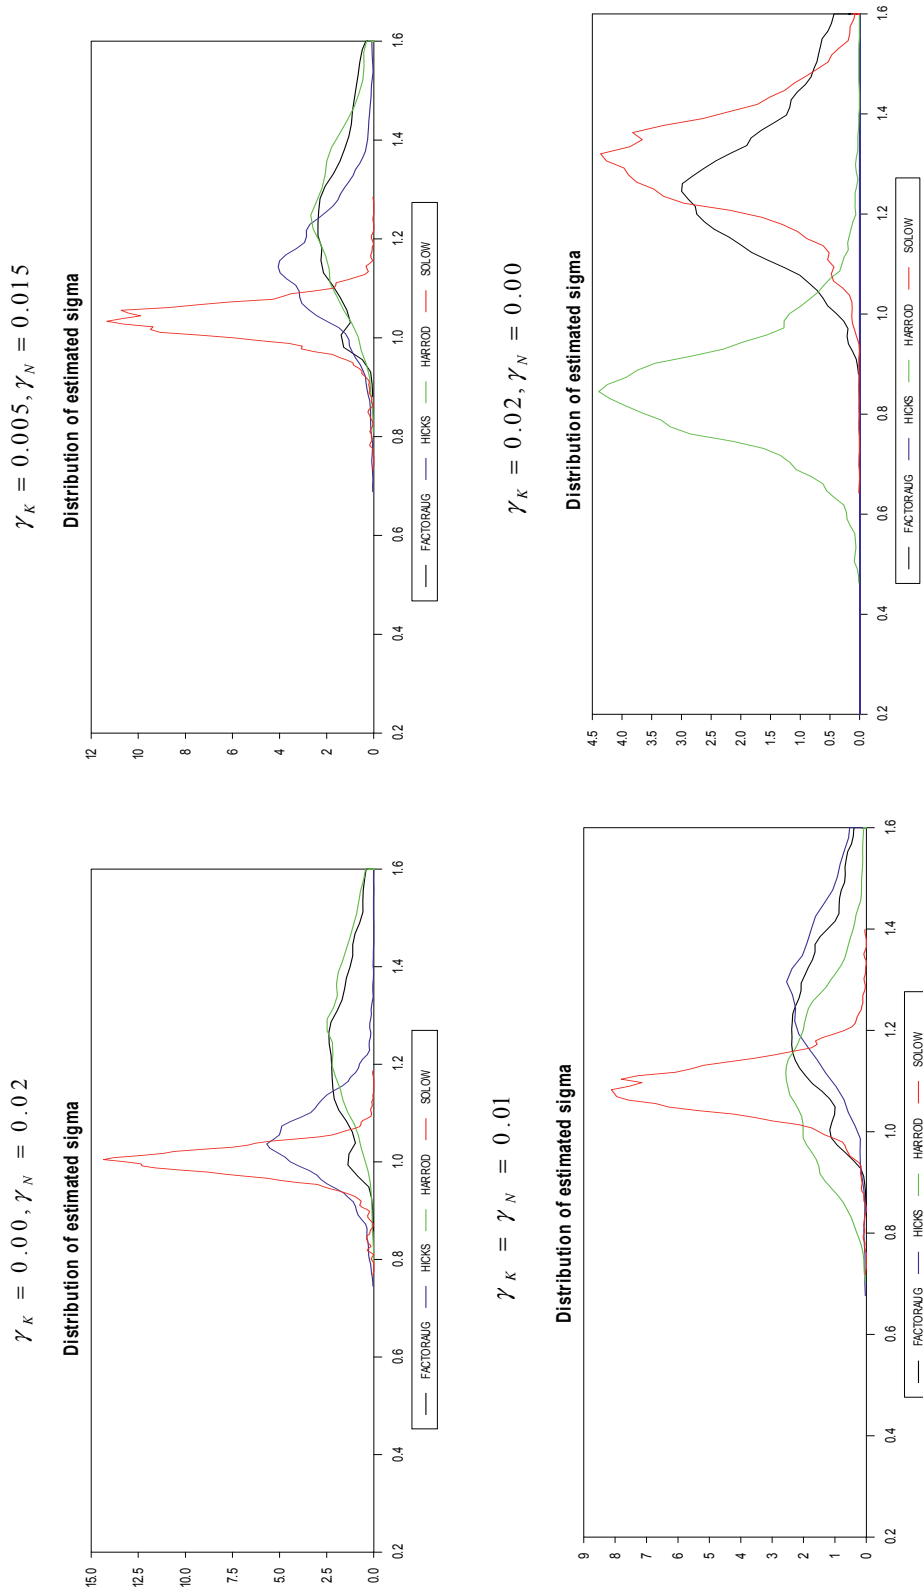 γ_K = 0.00, γ_N = 0.02
Distribution of estimated sigma
15.0
12.5
10.0
7.5
5.0
2.5
0.0
0.2 0.4 0.6 0.8 1.0 1.2 1.4 1.6
FACTORAUG HICKS HARROD SOLOW
γ_K = 0.005, γ_N = 0.015
Distribution of estimated sigma
12
10
8
6
4
2
0
0.2 0.4 0.6 0.8 1.0 1.2 1.4 1.6
FACTORAUG HICKS HARROD SOLOW
γ_K = γ_N = 0.01
Distribution of estimated sigma
9
8
7
6
5
4
3
2
1
0
0.2 0.4 0.6 0.8 1.0 1.2 1.4 1.6
FACTORAUG HICKS HARROD SOLOW
γ_K = 0.02, γ_N = 0.00
Distribution of estimated sigma
4.5
4.0
3.5
3.0
2.5
2.0
1.5
1.0
0.5
0.0
0.2 0.4 0.6 0.8 1.0 1.2 1.4 1.6
FACTORAUG HICKS HARROD SOLOW